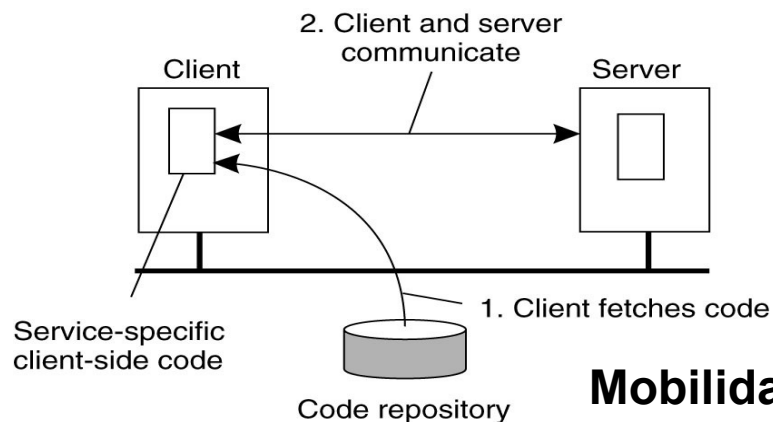 2. Client and server
communicate
Client
Server
1. Client fetches code
Service-specific
client-side code
Code repository